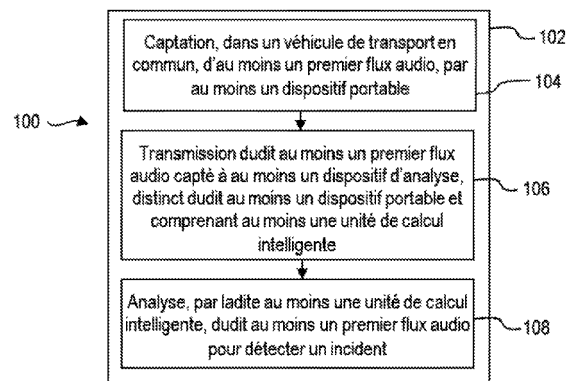 Captation, dans un véhicule de transport en
commun, d'au moins un premier flux audio, par
au moins un dispositif portable
102
104
100
Transmission dudit au moins un premier flux
audio capté à au moins un dispositif d'analyse,
distinct dudit au moins un dispositif portable et
comprenant au moins une unité de calcul
intelligente
106
Analyse, par ladite au moins une unité de calcul
intelligente, dudit au moins un premier flux audio
pour détecter un incident
108